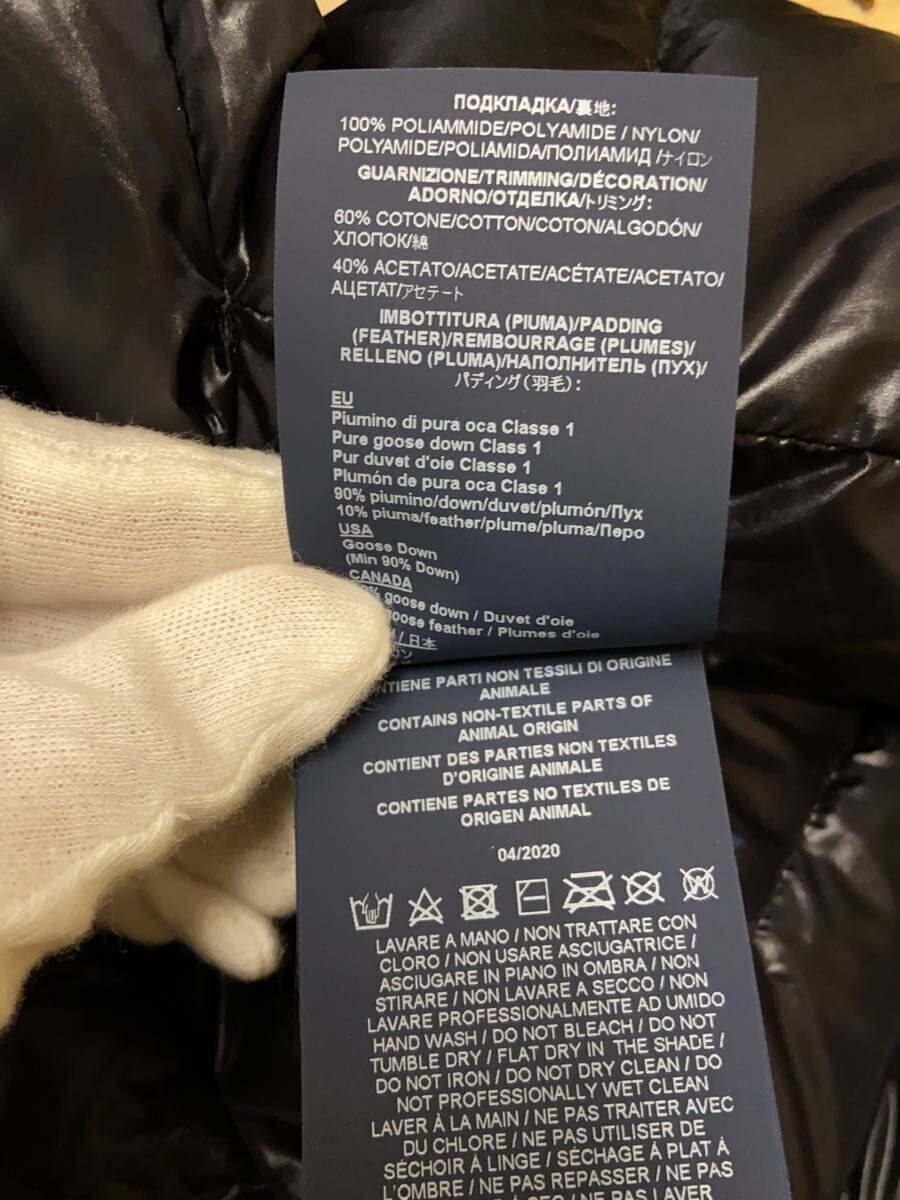 ПОДКЛАДКА/裏地:
100% POLIAMMIDE/POLYAMIDE / NYLON/
POLYAMIDE/POLIAMIDA/ПОЛИАМИД /ナイロン
GUARNIZIONE/TRIMMING/DÉCORATION/
ADORNO/ОТДЕЛКА/トリミング:
60% COTONE/COTTON/COTON/ALGODÓN/
ХЛОПОК/綿
40% ACETATO/ACETATE/ACÉTATE/ACETATO/
АЦЕТАТ/アセテート
IMBOTTITURA (PIUMA)/PADDING
(FEATHER)/REMBOURRAGE (PLUMES)/
RELLENO (PLUMA)/НАПОЛНИТЕЛЬ (ПУХ)/
パディング(羽毛):
EU
Piumino di pura oca Classe 1
Pure goose down Class 1
Pur duvet d'oie Classe 1
Plumón de pura oca Clase 1
90% piumino/down/duvet/plumón/Пух
10% piuma/feather/plume/pluma/Перо
USA
Goose Down
(Min 90% Down)
CANADA
goose down / Duvet d'oie
goose feather / Plumes d'oie
/ 日本
CONTIENE PARTI NON TESSILI DI ORIGINE
ANIMALE
CONTAINS NON-TEXTILE PARTS OF
ANIMAL ORIGIN
CONTIENT DES PARTIES NON TEXTILES
D'ORIGINE ANIMALE
CONTIENE PARTES NO TEXTILES DE
ORIGEN ANIMAL
04/2020
LAVARE A MANO / NON TRATTARE CON
CLORO / NON USARE ASCIUGATRICE /
ASCIUGARE IN PIANO IN OMBRA / NON
STIRARE / NON LAVARE A SECCO / NON
LAVARE PROFESSIONALMENTE AD UMIDO
HAND WASH / DO NOT BLEACH / DO NOT
TUMBLE DRY / FLAT DRY IN THE SHADE /
DO NOT IRON / DO NOT DRY CLEAN / DO
NOT PROFESSIONALLY WET CLEAN
LAVER À LA MAIN / NE PAS TRAITER AVEC
DU CHLORE / NE PAS UTILISER DE
SÉCHOIR À LINGE / SÉCHAGE À PLAT À
L'OMBRE / NE PAS REPASSER / NE PAS
À SEC / NE PAS LAVER